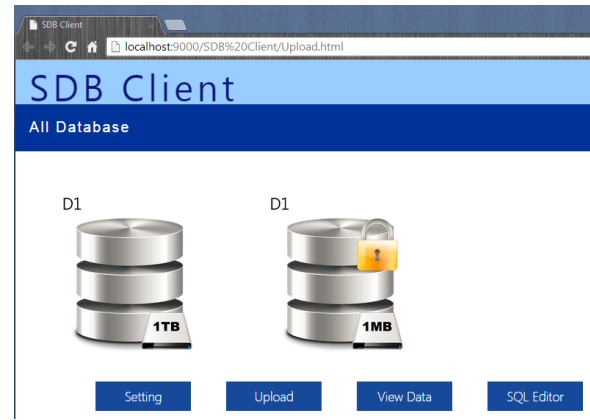 SDB Client
localhost:9000/SDB%20Client/Upload.html
SDB Client
All Database
D1 D1
1TB 1MB
Setting Upload View Data SQL Editor